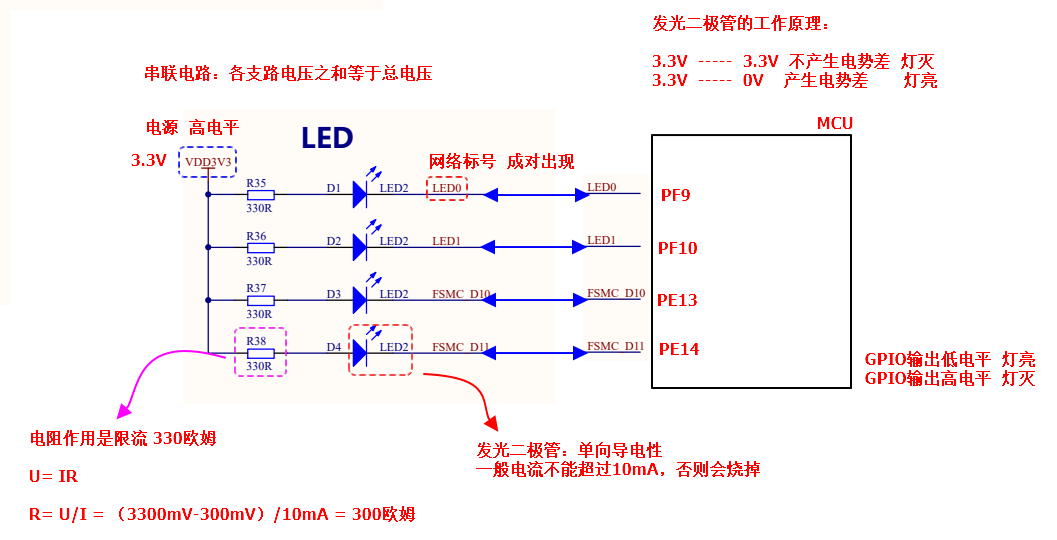 发光二极管的工作原理:
3.3V ----- 3.3V 不产生电势差 灯灭
3.3V ----- 0V 产生电势差 灯亮
串联电路: 各支路电压之和等于总电压
电源 高电平
LED
MCU
3.3V
VDD3V3
网络标号 成对出现
R35
330R
D1
LED2
LED0
LED0
PF9
R36
330R
D2
LED2
LED1
LED1
PF10
R37
330R
D3
LED2
FSMC_D10
FSMC_D10
PE13
R38
330R
D4
LED2
FSMC_D11
FSMC_D11
PE14
GPIO输出低电平 灯亮
GPIO输出高电平 灯灭
电阻作用是限流 330欧姆
U= IR
R= U/I = （3300mV-300mV）/10mA = 300欧姆
发光二极管: 单向导电性
一般电流不能超过10mA, 否则会烧掉